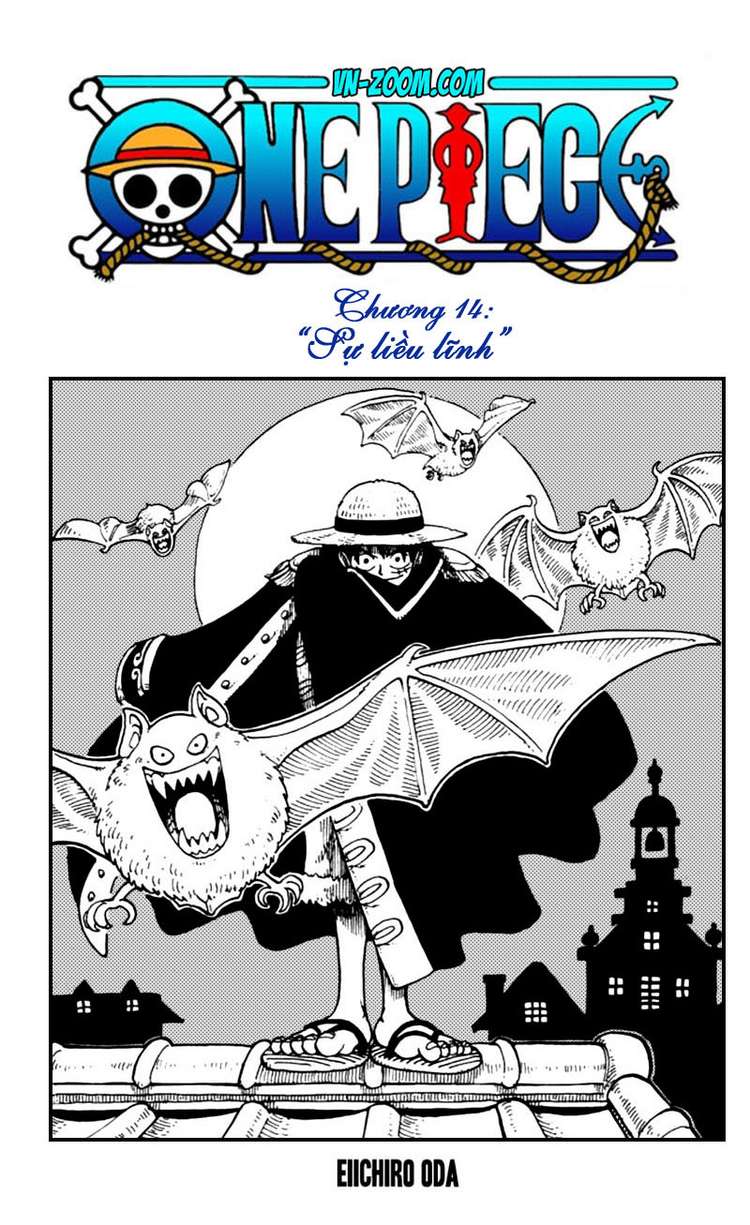 VN-ZOOM.COM
ONE PIECE
Chương 14:
“Sự liều lĩnh”
EIICHIRO ODA